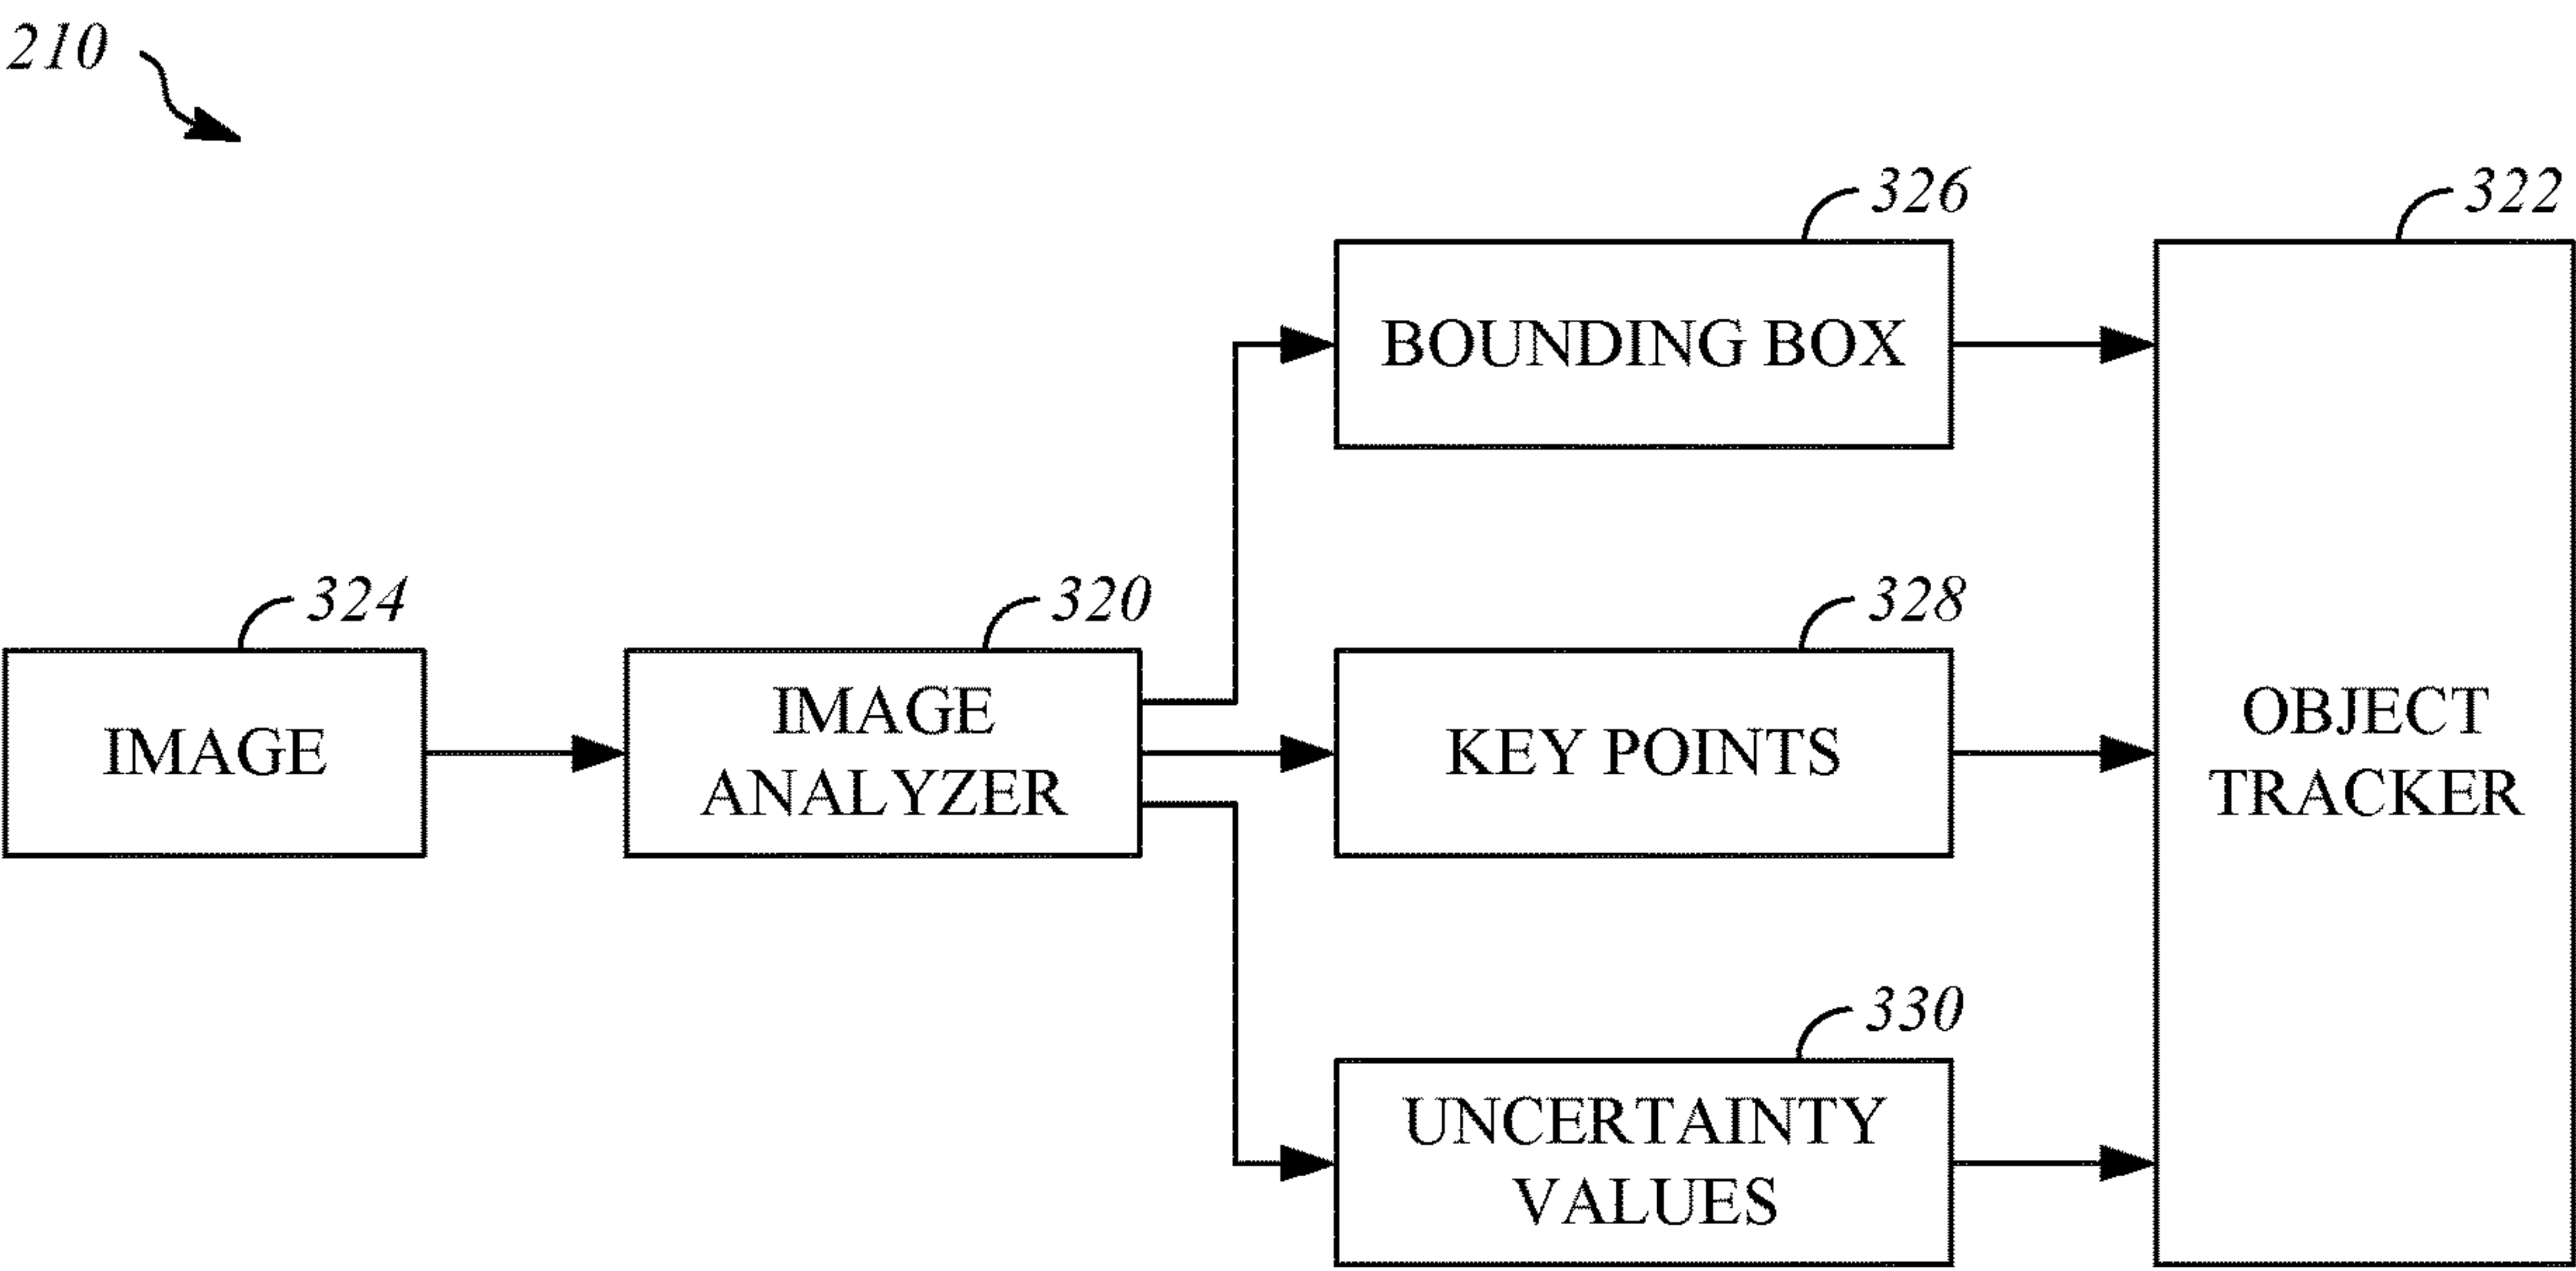 210
326
322
BOUNDING BOX
324
320
328
IMAGE
IMAGE
ANALYZER
KEY POINTS
OBJECT
TRACKER
330
UNCERTAINTY
VALUES